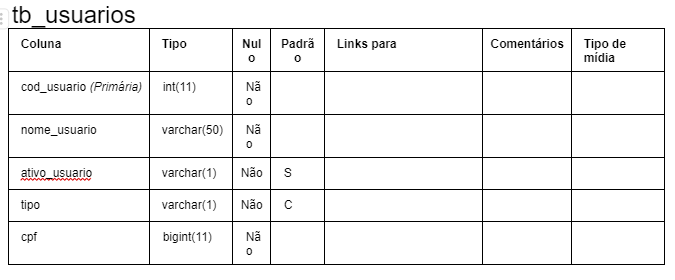 tb_usuarios
Coluna Tipo Nul Padrã Links para Comentários Tipo de
o o mídia
cod_usuario (Primária) int(11) Nã
o
nome_usuario varchar(50) Nã
o
ativo_usuario varchar(1) Não S
tipo varchar(1) Não C
cpf bigint(11) Nã
o